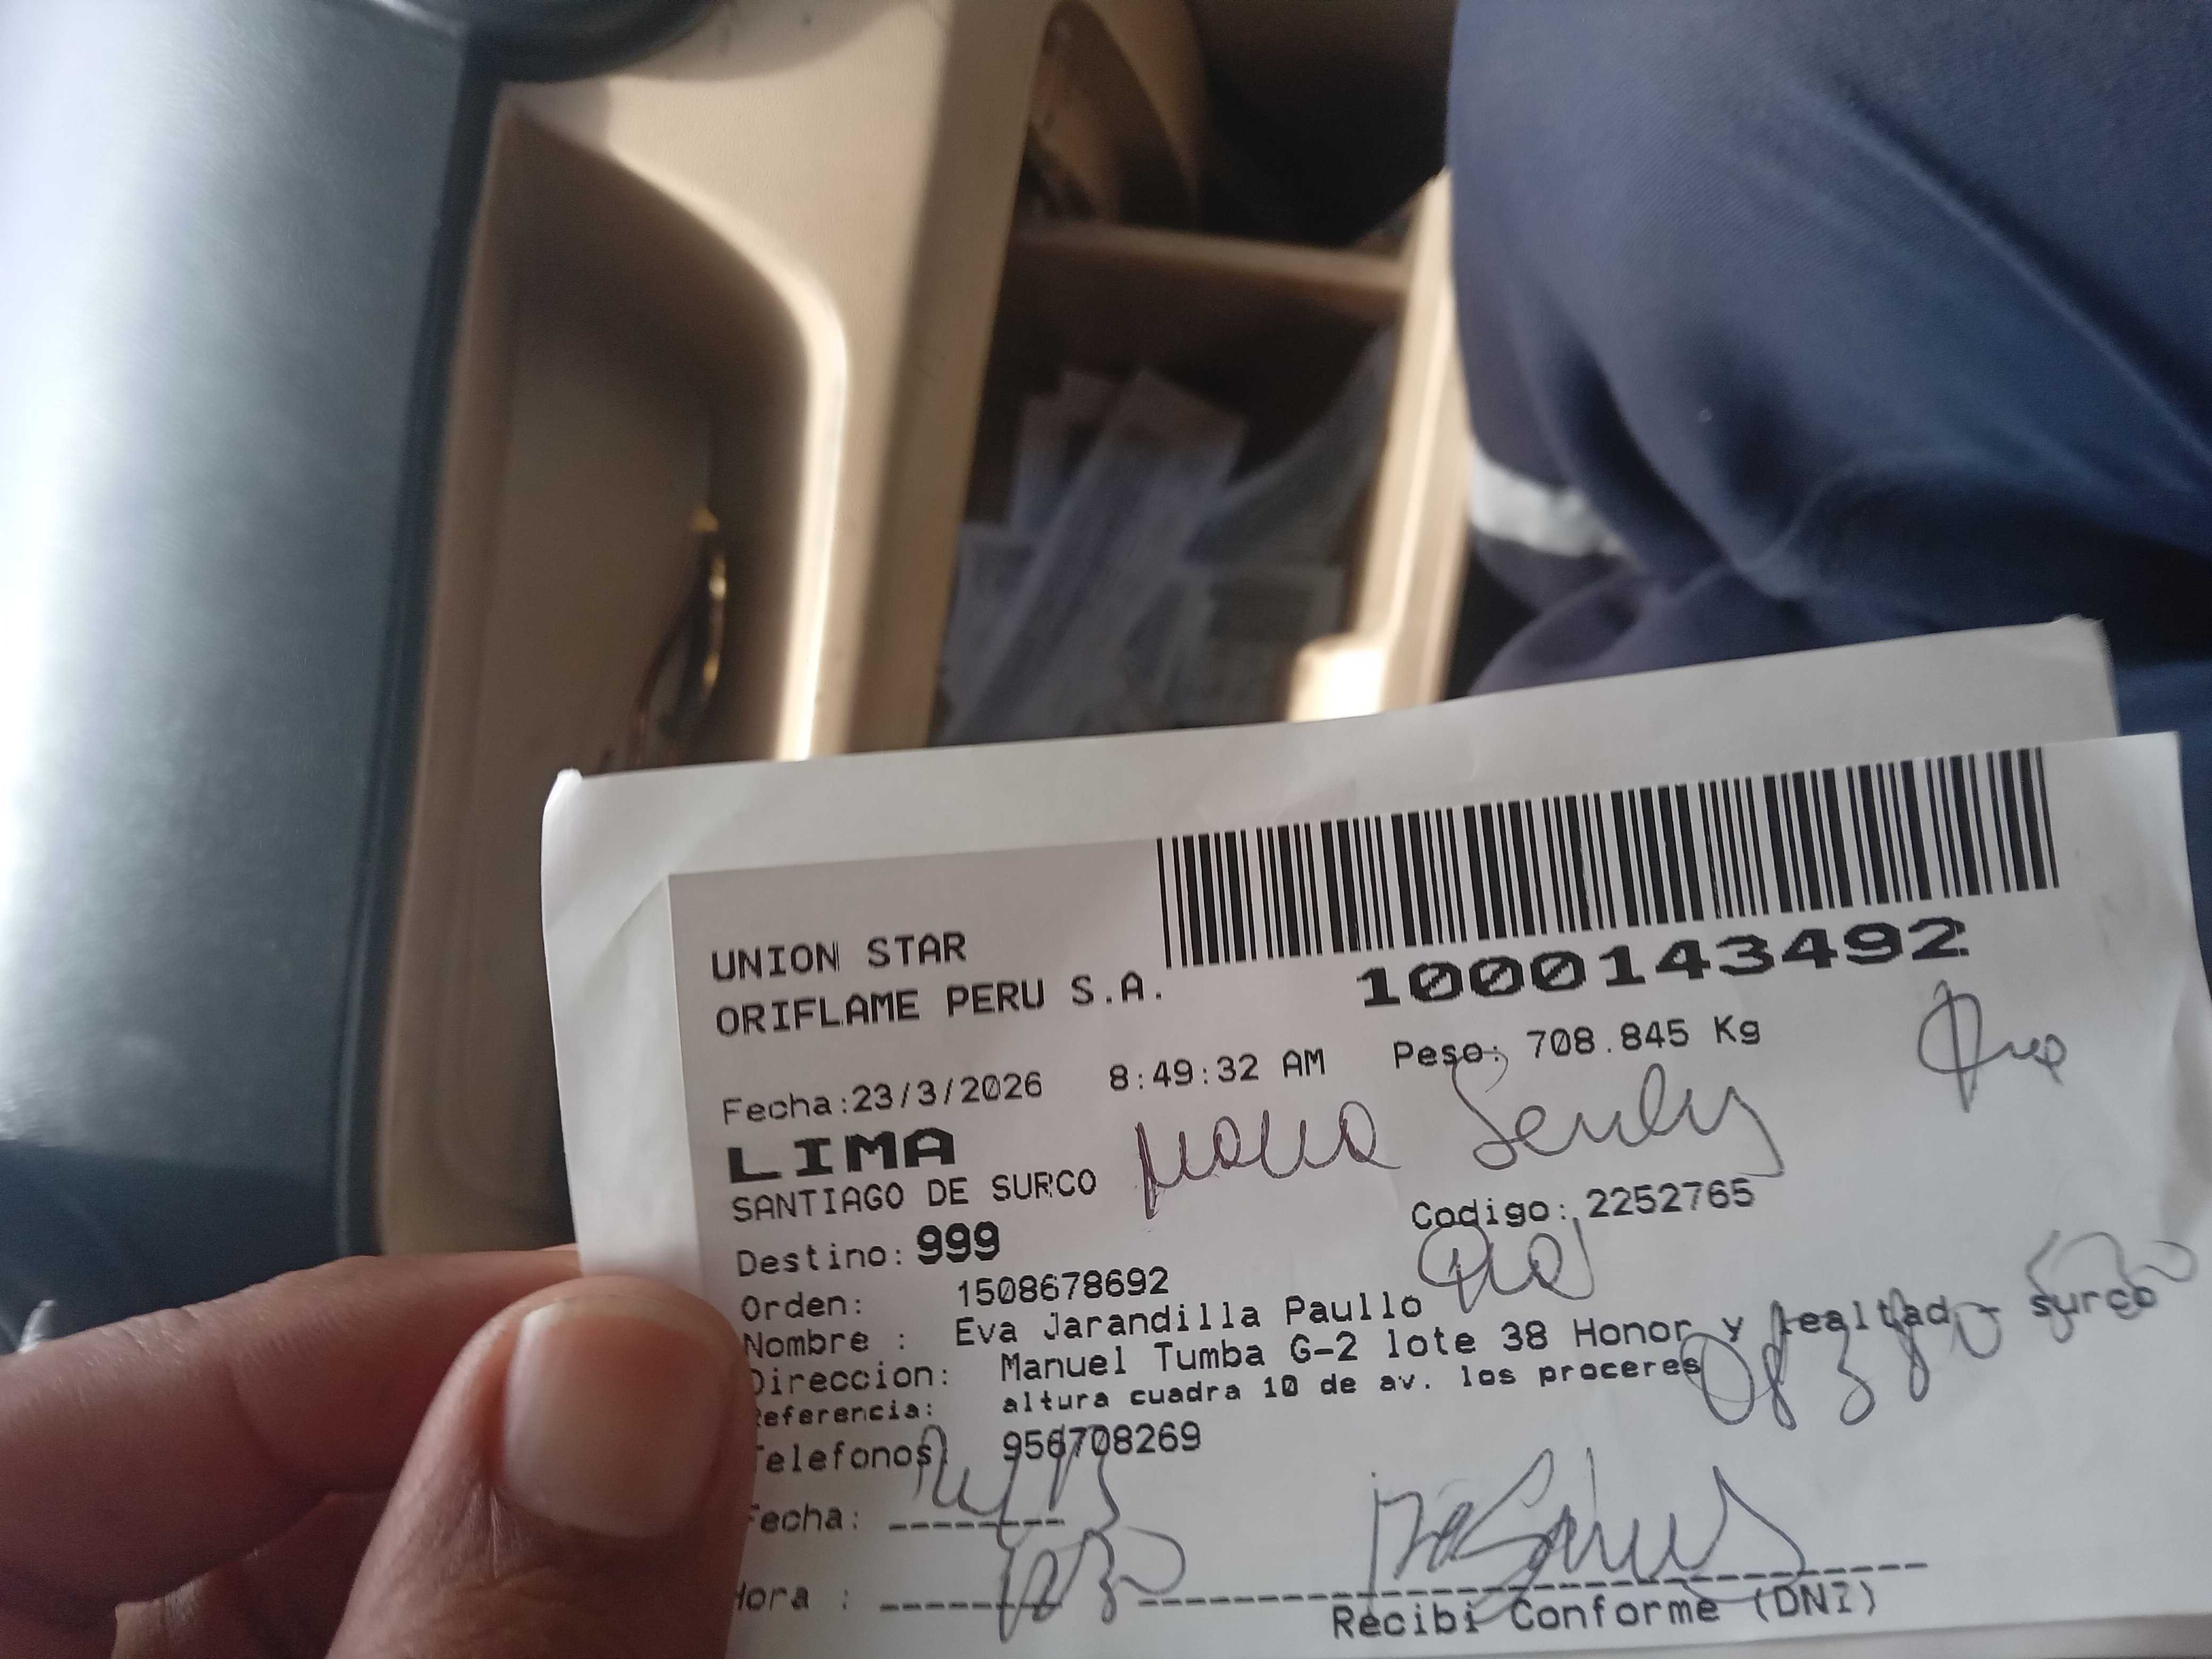 UNION STAR
ORIFLAME PERU S.A.
1000143492
Fecha:23/3/2026 8:49:32 AM Peso: 708.845 Kg
LIMA
SANTIAGO DE SURCO
Destino: 999 Codigo: 2252765
Orden: 1508678692
Nombre : Eva Jarandilla Paullo
Direccion: Manuel Tumba G-2 lote 38 Honor y lealtad - surco
Referencia: altura cuadra 10 de av. los proceres
Telefonos 956708269
Fecha:
Hora :
Recibi Conforme (DNI)